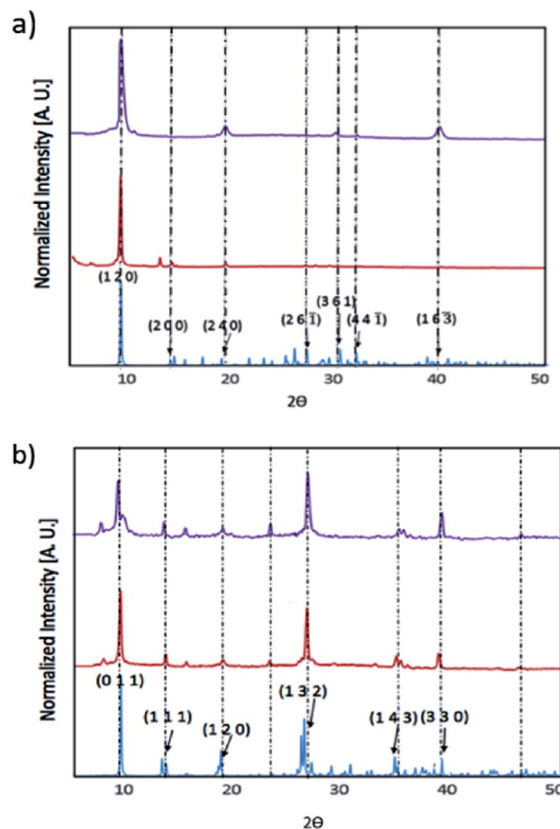 a)
Normalized Intensity [A. U.]
(1 2 0)
(2 0 0)
(2 4 0)
(2 6 1̄)
(3 6 1)
(4 4 1̄)
(1 6 3̄)
10
20
30
40
50
2Θ
b)
Normalized Intensity [A. U.]
(0 1 1)
(1 1 1)
(1 2 0)
(1 3 2)
(1 4 3)
(3 3 0)
10
20
30
40
50
2Θ